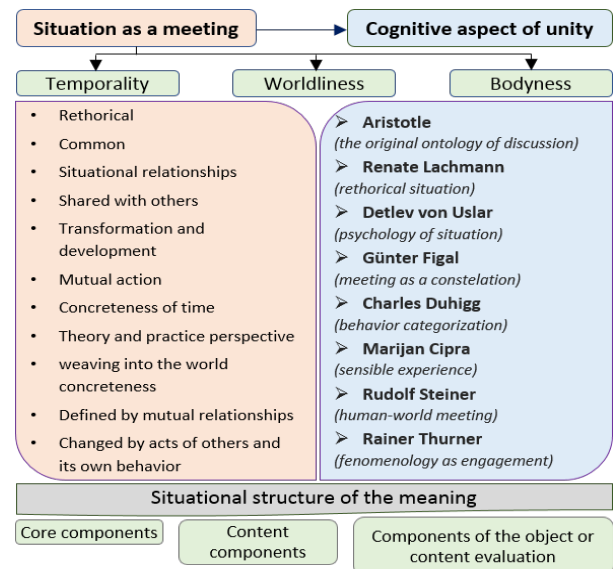 Situation as a meeting
Cognitive aspect of unity
Temporality
Worldliness
Bodyness
• Rethorical
• Common
• Situational relationships
• Shared with others
• Transformation and
development
• Mutual action
• Concreteness of time
• Theory and practice perspective
• weaving into the world
concreteness
• Defined by mutual relationships
• Changed by acts of others and
its own behavior
➢ Aristotle
(the original ontology of discussion)
➢ Renate Lachmann
(rethorical situation)
➢ Detlev von Uslar
(psychology of situation)
➢ Günter Figal
(meeting as a constelation)
➢ Charles Duhigg
(behavior categorization)
➢ Marijan Cipra
(sensible experience)
➢ Rudolf Steiner
(human-world meeting)
➢ Rainer Thurner
(fenomenology as engagement)
Situational structure of the meaning
Core components
Content
components
Components of the object or
content evaluation